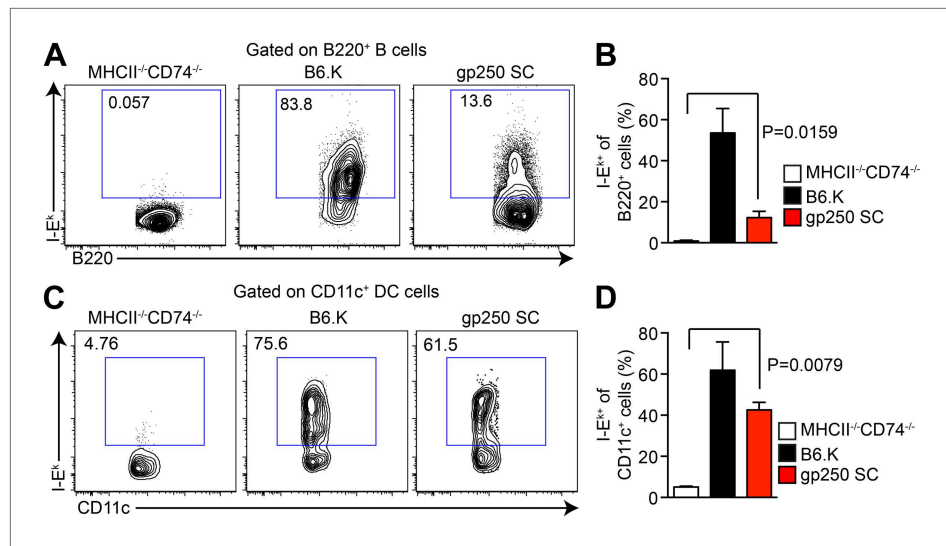 A
Gated on B220⁺ B cells
MHCII⁻/⁻CD74⁻/⁻
B6.K
gp250 SC
0.057
83.8
13.6
I-Eᵏ
B220
B
I-Eᵏ⁺ of
B220⁺ cells (%)
80
60
40
20
0
P=0.0159
MHCII⁻/⁻CD74⁻/⁻
B6.K
gp250 SC
C
Gated on CD11c⁺ DC cells
MHCII⁻/⁻CD74⁻/⁻
B6.K
gp250 SC
4.76
75.6
61.5
I-Eᵏ
CD11c
D
I-Eᵏ⁺ of
CD11c⁺ cells (%)
80
60
40
20
0
P=0.0079
MHCII⁻/⁻CD74⁻/⁻
B6.K
gp250 SC